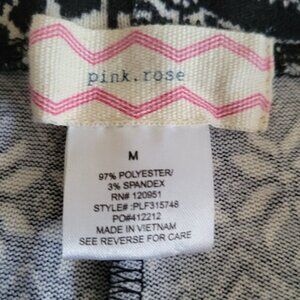 pink.rose
M
97% POLYESTER/
3% SPANDEX
RN# 120951
STYLE# :PLF315748
PO#412212
MADE IN VIETNAM
SEE REVERSE FOR CARE